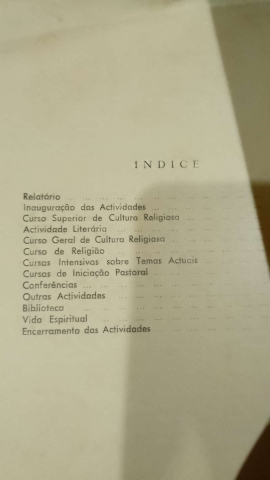 INDICE
Relatório
Inauguração das Actividades
Curso Superior de Cultura Religiosa
Actividade Literária
Curso Geral de Cultura Religiosa
Curso de Religião
Cursos Intensivos sobre Temas Actuais
Cursos de Iniciação Pastoral
Conferências
Outras Actividades
Biblioteca
Vida Espiritual
Encerramento das Actividades